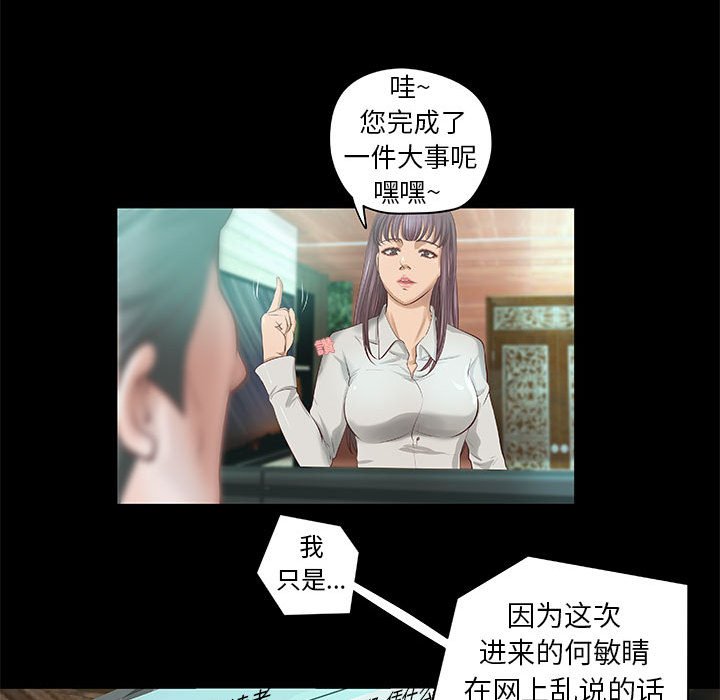 哇~
您完成了
一件大事呢
嘿嘿~
我
只是...
因为这次
进来的何敏晴
在网上乱说的话